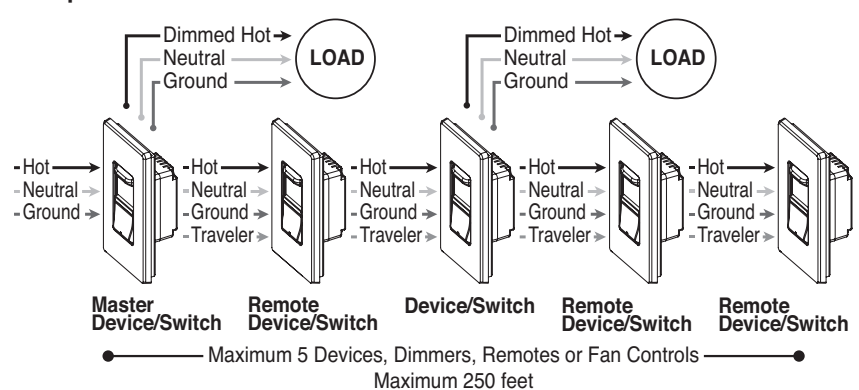 Dimmed Hot
Neutral
Ground
LOAD
Dimmed Hot
Neutral
Ground
LOAD
Hot
Neutral
Ground
Hot
Neutral
Ground
Traveler
Hot
Neutral
Ground
Traveler
Hot
Neutral
Ground
Traveler
Hot
Neutral
Ground
Traveler
Master
Device/Switch
Remote
Device/Switch
Device/Switch
Remote
Device/Switch
Remote
Device/Switch
Maximum 5 Devices, Dimmers, Remotes or Fan Controls
Maximum 250 feet